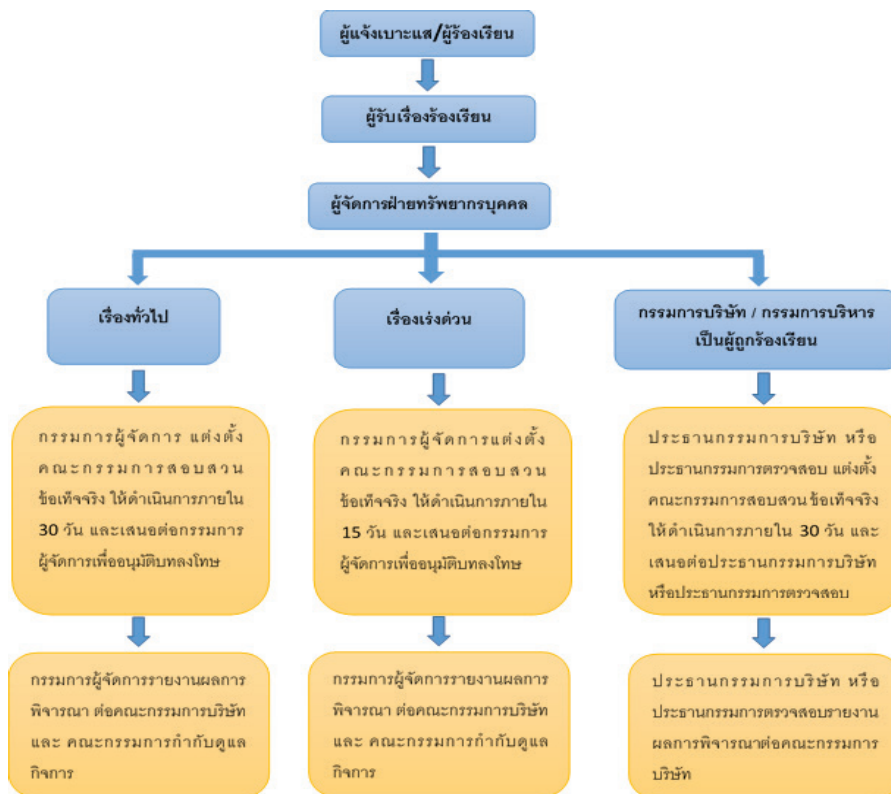 ผู้แจ้งเบาะแส/ผู้ร้องเรียน
ผู้รับเรื่องร้องเรียน
ผู้จัดการฝ่ายทรัพยากรบุคคล
เรื่องทั่วไป
เรื่องเร่งด่วน
กรรมการบริษัท / กรรมการบริหาร
เป็นผู้ถูกร้องเรียน
กรรมการผู้จัดการ แต่งตั้ง
คณะกรรมการสอบสวน
ข้อเท็จจริง ให้ดำเนินการภายใน
30 วัน และเสนอต่อกรรมการ
ผู้จัดการเพื่ออนุมัติบทลงโทษ
กรรมการผู้จัดการแต่งตั้ง
คณะกรรมการสอบสวน
ข้อเท็จจริง ให้ดำเนินการภายใน
15 วัน และเสนอต่อกรรมการ
ผู้จัดการเพื่ออนุมัติบทลงโทษ
ประธานกรรมการบริษัท หรือ
ประธานกรรมการตรวจสอบ แต่งตั้ง
คณะกรรมการสอบสวนข้อเท็จจริง
ให้ดำเนินการภายใน 30 วัน และ
เสนอต่อประธานกรรมการบริษัท
หรือประธานกรรมการตรวจสอบ
กรรมการผู้จัดการรายงานผลการ
พิจารณา ต่อคณะกรรมการบริษัท
และ คณะกรรมการกำกับดูแล
กิจการ
กรรมการผู้จัดการรายงานผลการ
พิจารณา ต่อคณะกรรมการบริษัท
และ คณะกรรมการกำกับดูแล
กิจการ
ประธานกรรมการบริษัท หรือ
ประธานกรรมการตรวจสอบรายงาน
ผลการพิจารณาต่อคณะกรรมการ
บริษัท